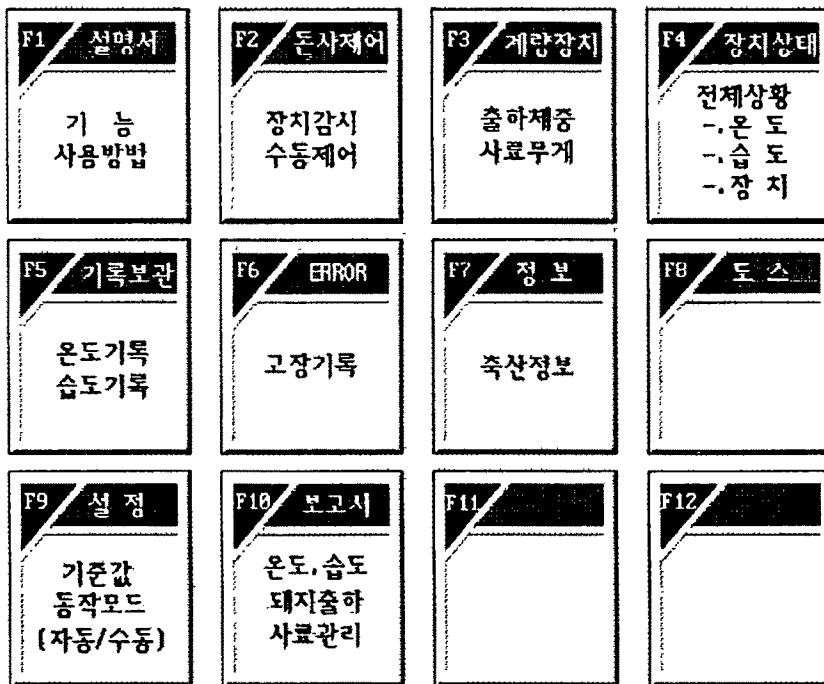 F1 설명서
기 능
사용방법
F2 돈사제어
장치감시
수동제어
F3 계량장치
출하체중
사료무게
F4 장치상태
전체상황
-.온 도
-.습 도
-.장 치
F5 기록보관
온도기록
습도기록
F6 ERROR
고장기록
F7 정 보
축산정보
F8 도 스
F9 설 정
기준값
동작모드
(자동/수동)
F10 보고서
온도,습도
돼지출하
사료관리
F11
F12